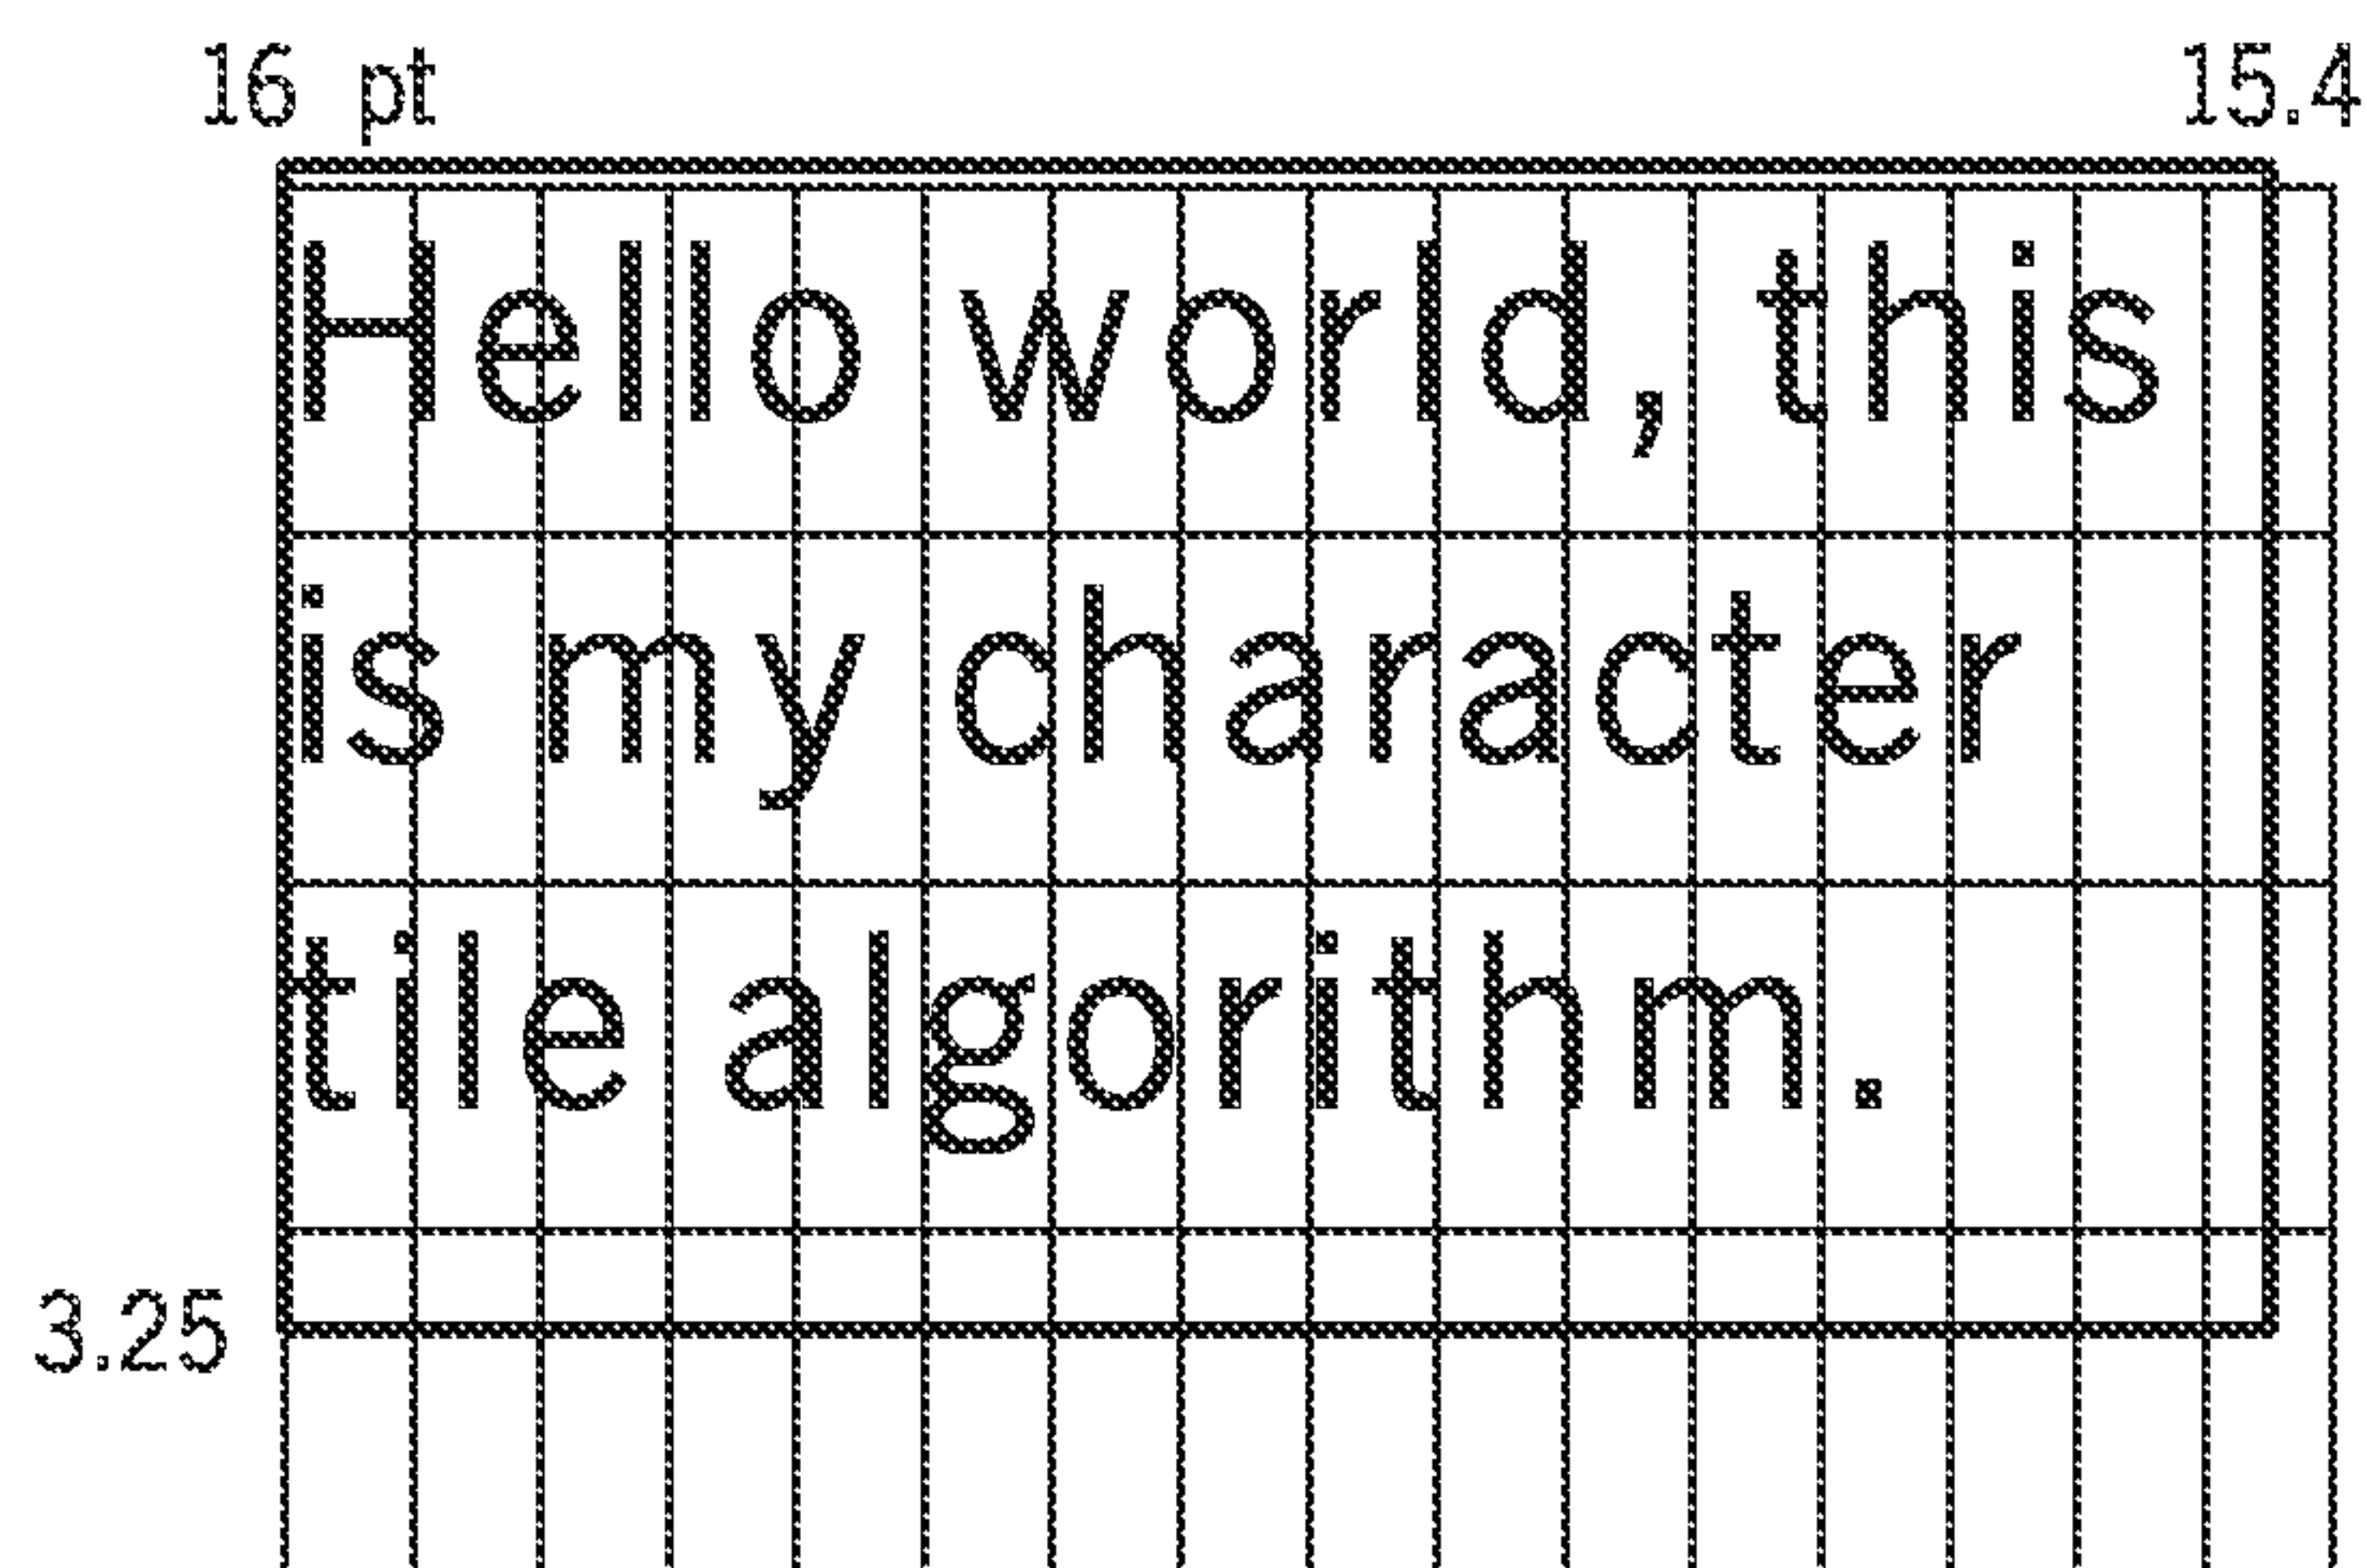 16 pt 15.4
Hello world, this
is my character
tile algorithm.
3.25